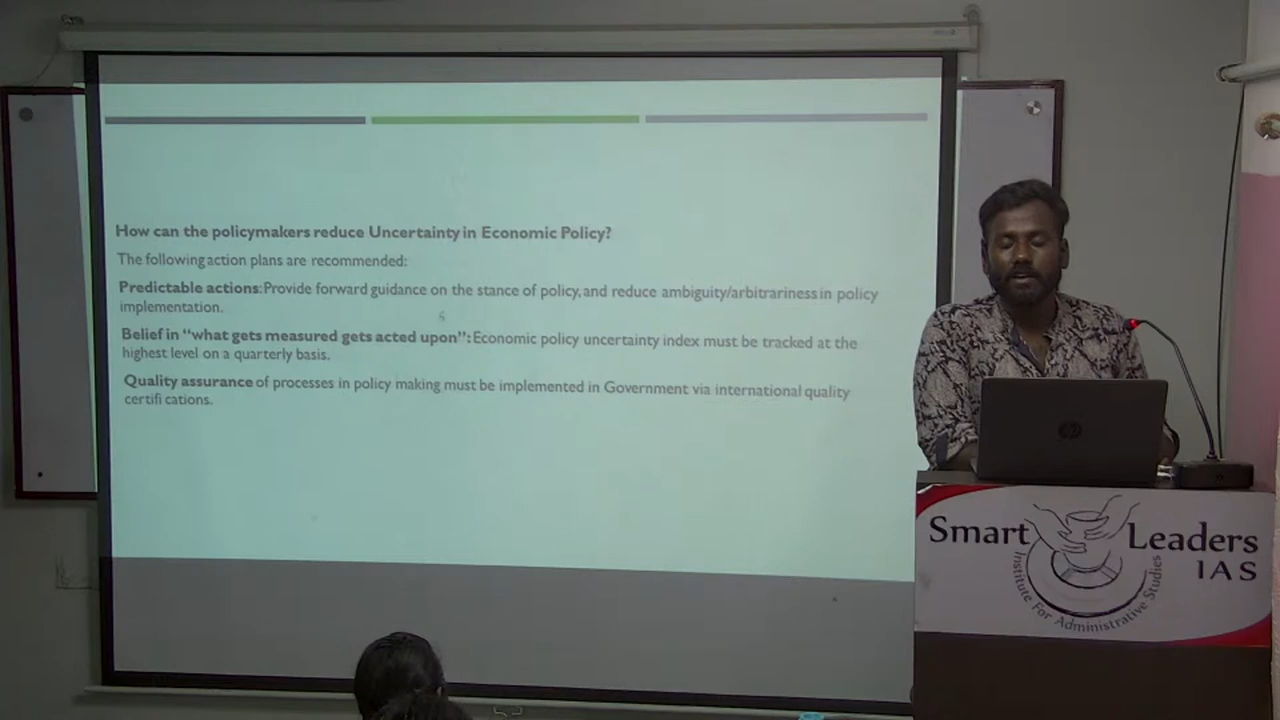 How can the policymakers reduce Uncertainty in Economic Policy?
The following action plans are recommended:
Predictable actions: Provide forward guidance on the stance of policy, and reduce ambiguity/arbitrariness in policy
implementation.
Belief in “what gets measured gets acted upon”: Economic policy uncertainty index must be tracked at the
highest level on a quarterly basis.
Quality assurance of processes in policy making must be implemented in Government via international quality
certifi cations.
Smart Leaders
IAS
Institute For Administrative Studies
hp